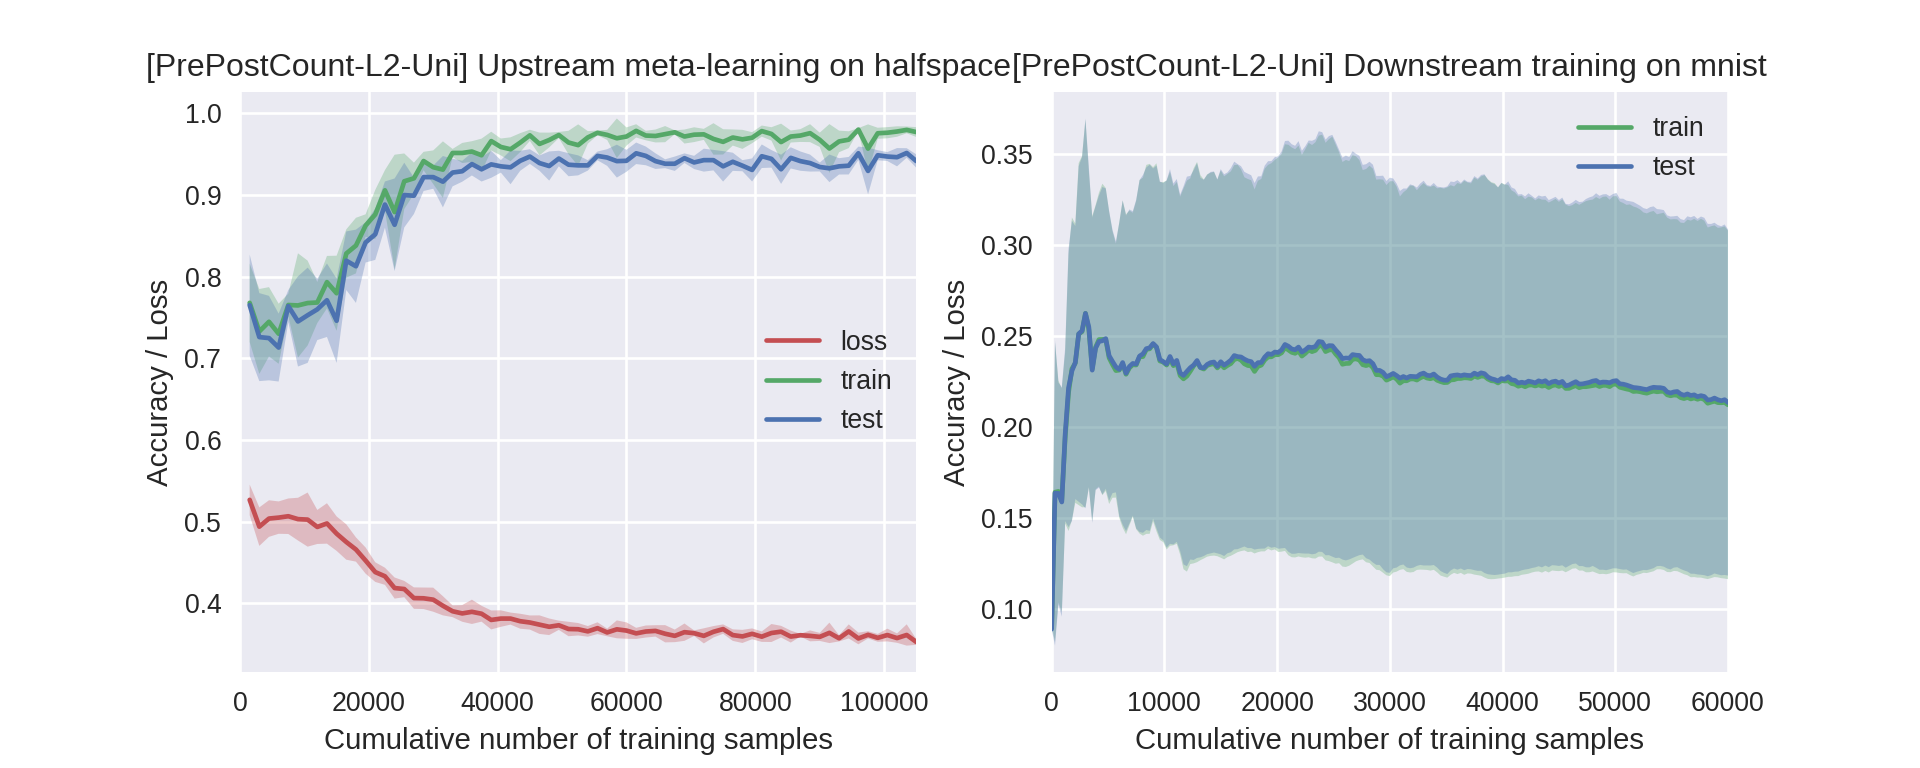 [PrePostCount-L2-Uni] Upstream meta-learning on halfspace
1.0
0.9
0.8
0.7
0.6
0.5
0.4
Accuracy / Loss
loss
train
test
0 20000 40000 60000 80000 100000
Cumulative number of training samples
[PrePostCount-L2-Uni] Downstream training on mnist
0.35
0.30
0.25
0.20
0.15
0.10
Accuracy / Loss
train
test
0 10000 20000 30000 40000 50000 60000
Cumulative number of training samples